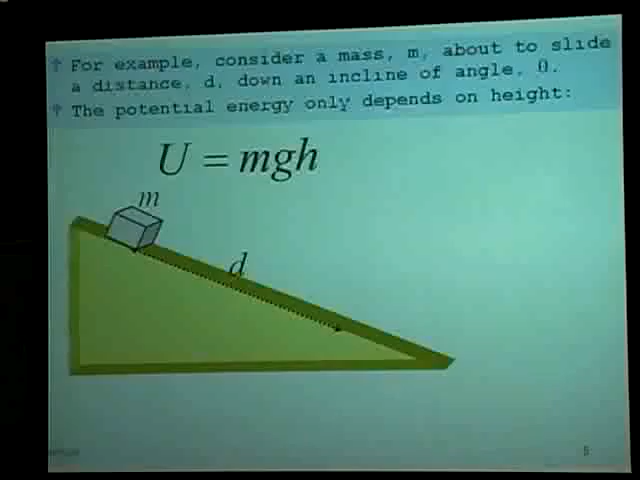 † For example, consider a mass, m, about to slide
a distance, d, down an incline of angle, θ.
† The potential energy only depends on height:
U = mgh
m
d
5